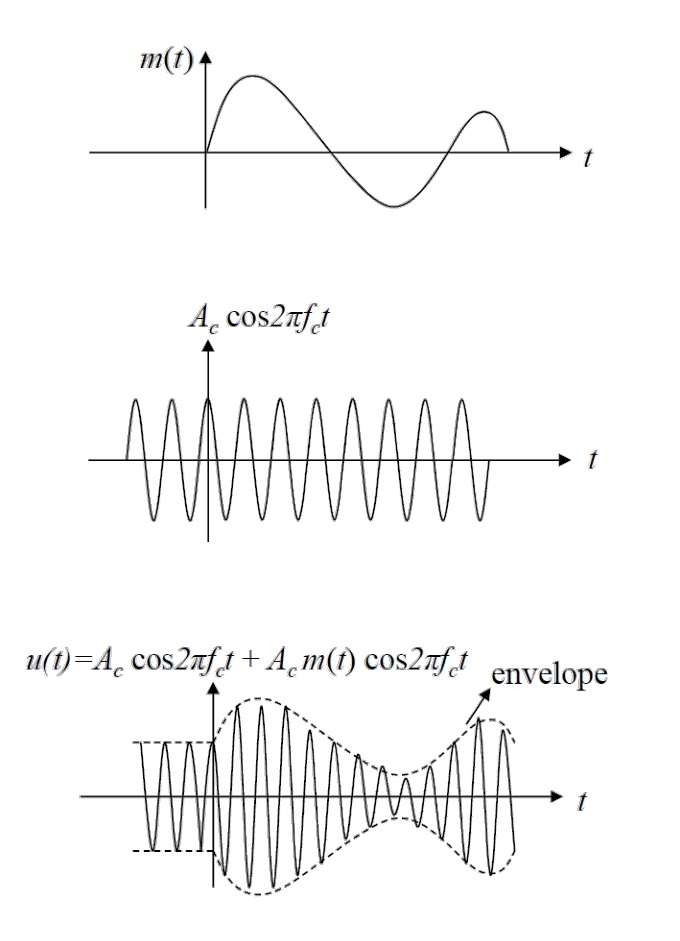 m(t)
t
A_c cos2πf_ct
t
u(t)=A_c cos2πf_ct + A_c m(t) cos2πf_ct
envelope
t